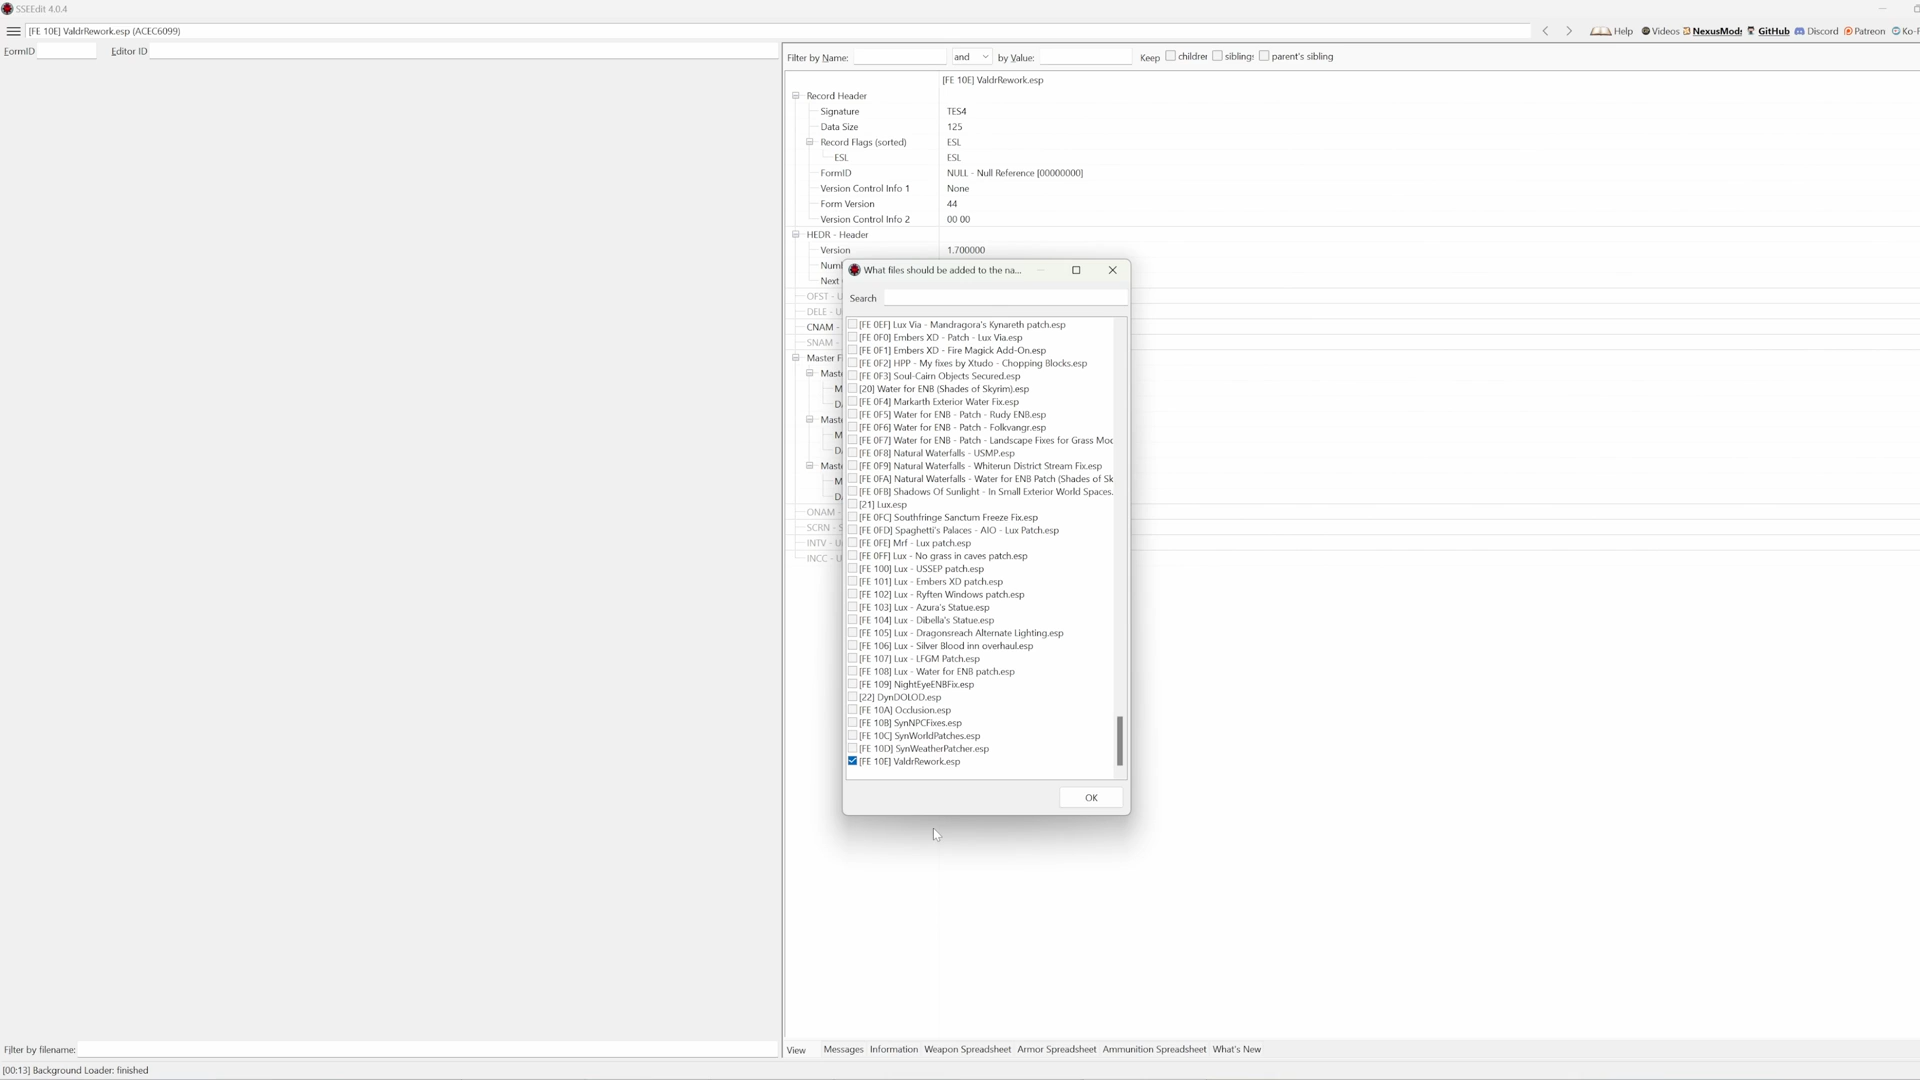 SSEEdit 4.0.4
[FE 10E] ValdrRework.esp (ACEC6099)
Help Videos NexusMods GitHub Discord Patreon
FormID Editor ID
Filter by Name: and by Value: Keep children siblings parent's sibling
[FE 10E] ValdrRework.esp
Record Header
Signature TES4
Data Size 125
Record Flags (sorted) ESL
ESL ESL
FormID NULL - Null Reference [00000000]
Version Control Info 1 None
Form Version 44
Version Control Info 2 00 00
HEDR - Header
Version 1.700000
Num
Next
OFST - U
DELE - U
CNAM -
SNAM -
Master F
Mast
M
D
Mast
M
D
Mast
M
D
ONAM -
SCRN - S
INTV - U
INCC - U
What files should be added to the na...
Search
[FE 0EF] Lux Via - Mandragora's Kynareth patch.esp
[FE 0F0] Embers XD - Patch - Lux Via.esp
[FE 0F1] Embers XD - Fire Magick Add-On.esp
[FE 0F2] HPP - My fixes by Xtudo - Chopping Blocks.esp
[FE 0F3] Soul-Cairn Objects Secured.esp
[20] Water for ENB (Shades of Skyrim).esp
[FE 0F4] Markarth Exterior Water Fix.esp
[FE 0F5] Water for ENB - Patch - Rudy ENB.esp
[FE 0F6] Water for ENB - Patch - Folkvangr.esp
[FE 0F7] Water for ENB - Patch - Landscape Fixes for Grass Moc
[FE 0F8] Natural Waterfalls - USMP.esp
[FE 0F9] Natural Waterfalls - Whiterun District Stream Fix.esp
[FE 0FA] Natural Waterfalls - Water for ENB Patch (Shades of Sk
[FE 0FB] Shadows Of Sunlight - In Small Exterior World Spaces.
[21] Lux.esp
[FE 0FC] Southfringe Sanctum Freeze Fix.esp
[FE 0FD] Spaghetti's Palaces - AIO - Lux Patch.esp
[FE 0FE] Mrf - Lux patch.esp
[FE 0FF] Lux - No grass in caves patch.esp
[FE 100] Lux - USSEP patch.esp
[FE 101] Lux - Embers XD patch.esp
[FE 102] Lux - Ryften Windows patch.esp
[FE 103] Lux - Azura's Statue.esp
[FE 104] Lux - Dibella's Statue.esp
[FE 105] Lux - Dragonsreach Alternate Lighting.esp
[FE 106] Lux - Silver Blood inn overhaul.esp
[FE 107] Lux - LFGM Patch.esp
[FE 108] Lux - Water for ENB patch.esp
[FE 109] NightEyeENBFix.esp
[22] DynDOLOD.esp
[FE 10A] Occlusion.esp
[FE 10B] SynNPCFixes.esp
[FE 10C] SynWorldPatches.esp
[FE 10D] SynWeatherPatcher.esp
[FE 10E] ValdrRework.esp
OK
Filter by filename:
View Messages Information Weapon Spreadsheet Armor Spreadsheet Ammunition Spreadsheet What's New
[00:13] Background Loader: finished